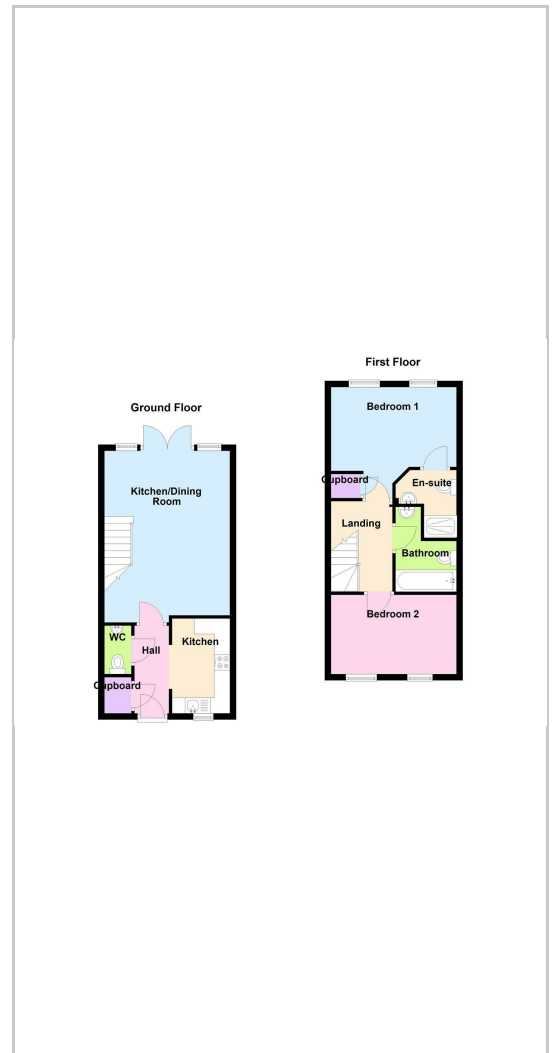 Ground Floor
Kitchen/Dining
Room
WC
Hall
Kitchen
Cupboard
First Floor
Bedroom 1
Cupboard
En-suite
Landing
Bathroom
Bedroom 2